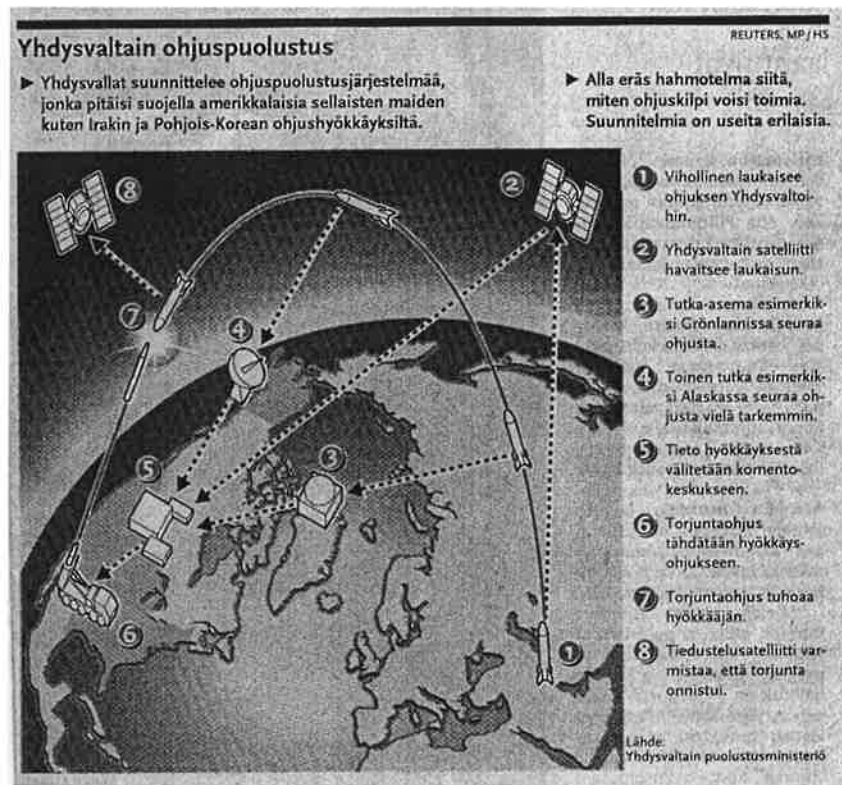 REUTERS, MP/HS
Yhdysvaltain ohjuspuolustus
► Yhdysvallat suunnittelee ohjuspuolustusjärjestelmää,
jonka pitäisi suojella amerikkalaisia sellaisten maiden
kuten Irakin ja Pohjois-Korean ohjushyökkäyksiltä.
► Alla eräs hahmotelma siitä,
miten ohjuskilpi voisi toimia.
Suunnitelmia on useita erilaisia.
8
2
7
4
5
3
6
1
1 Vihollinen laukaisee
ohjuksen Yhdysvaltoi-
hin.
2 Yhdysvaltain satelliitti
havaitsee laukaisun.
3 Tutka-asema esimerkik-
si Grönlannissa seuraa
ohjusta.
4 Toinen tutka esimerkik-
si Alaskassa seuraa oh-
justa vielä tarkemmin.
5 Tieto hyökkäyksestä
välitetään komento-
keskukseen.
6 Torjuntaohjus
tähdätään hyökkäys-
ohjukseen.
7 Torjuntaohjus tuhoaa
hyökkääjän.
8 Tiedustelusatelliitti var-
mistaa, että torjunta
onnistui.
Lähde:
Yhdysvaltain puolustusministeriö